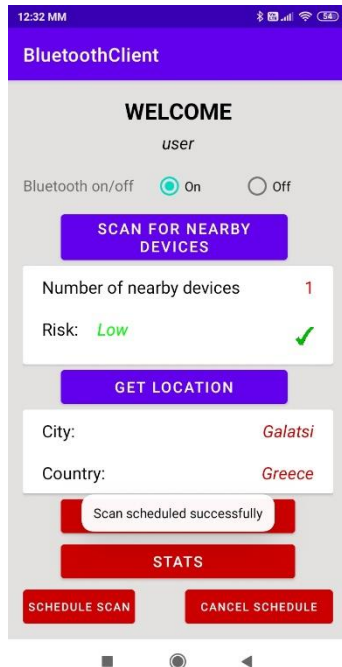 12:32 MM 54
BluetoothClient
WELCOME
user
Bluetooth on/off On Off
SCAN FOR NEARBY
DEVICES
Number of nearby devices 1
Risk: Low
GET LOCATION
City: Galatsi
Country: Greece
Scan scheduled successfully
STATS
SCHEDULE SCAN CANCEL SCHEDULE